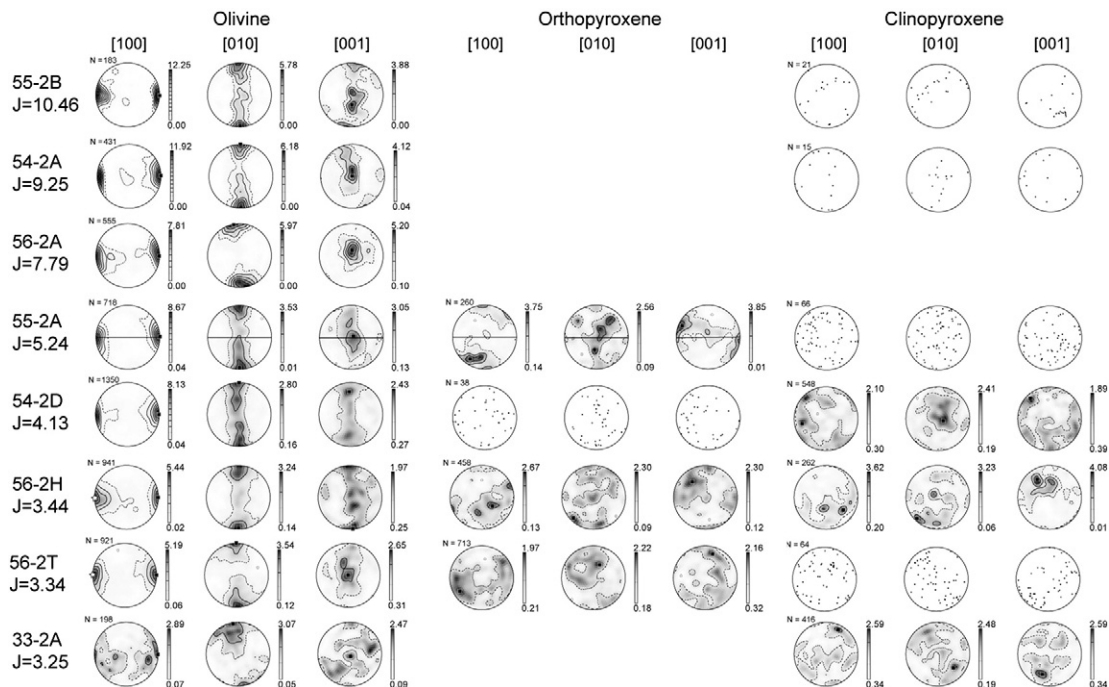 Olivine Orthopyroxene Clinopyroxene
[100] [010] [001] [100] [010] [001] [100] [010] [001]
55-2B
J=10.46
N = 183 12.25 0.00 5.78 0.00 3.88 0.00 N = 21
54-2A
J=9.25
N = 431 11.92 0.00 6.18 0.00 4.12 0.04 N = 15
56-2A
J=7.79
N = 555 7.81 0.00 5.97 0.00 5.20 0.10
55-2A
J=5.24
N = 718 8.67 0.04 3.53 0.01 3.05 0.13 N = 260 3.75 0.14 2.56 0.09 3.85 0.01 N = 66
54-2D
J=4.13
N =1350 8.13 0.04 2.80 0.16 2.43 0.27 N = 38 N = 548 2.10 0.30 2.41 0.19 1.89 0.39
56-2H
J=3.44
N = 941 5.44 0.02 3.24 0.14 1.97 0.25 N = 458 2.67 0.13 2.30 0.09 2.30 0.12 N = 262 3.62 0.20 3.23 0.06 4.08 0.01
56-2T
J=3.34
N = 921 5.19 0.06 3.54 0.12 2.65 0.31 N = 713 1.97 0.21 2.22 0.18 2.16 0.32 N = 64
33-2A
J=3.25
N = 198 2.89 0.07 3.07 0.05 2.47 0.09 N = 416 2.59 0.34 2.48 0.19 2.59 0.34